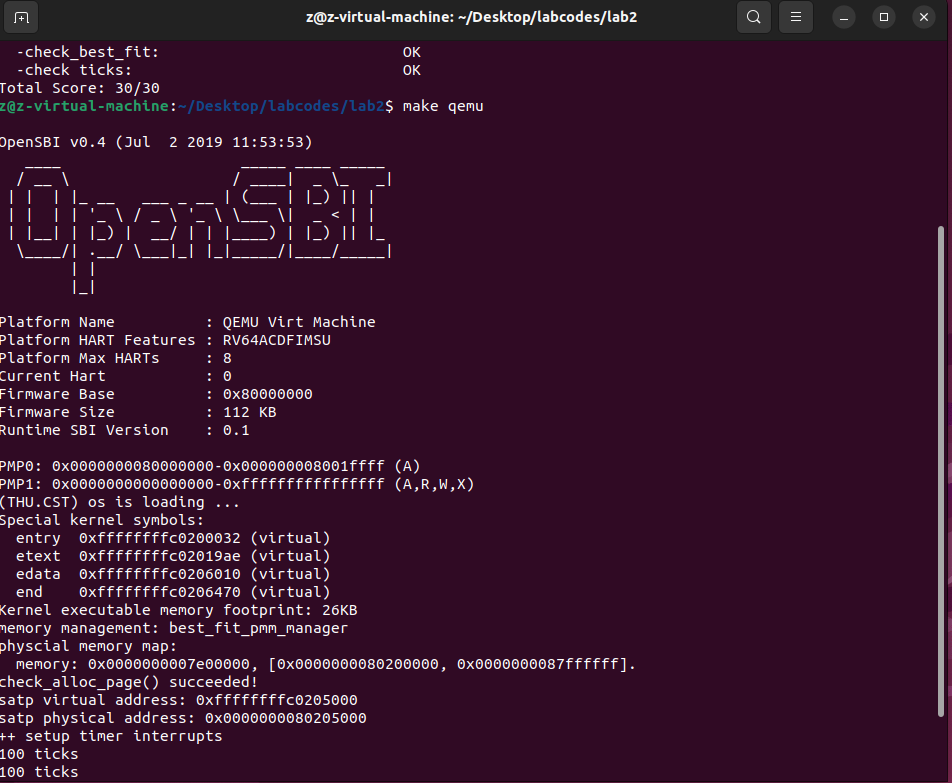 z@z-virtual-machine: ~/Desktop/labcodes/lab2
  -check_best_fit:                           OK
  -check ticks:                              OK
Total Score: 30/30
z@z-virtual-machine:~/Desktop/labcodes/lab2$ make qemu
OpenSBI v0.4 (Jul  2 2019 11:53:53)
OpenSBI
Platform Name          : QEMU Virt Machine
Platform HART Features : RV64ACDFIMSU
Platform Max HARTs     : 8
Current Hart           : 0
Firmware Base          : 0x80000000
Firmware Size          : 112 KB
Runtime SBI Version    : 0.1
PMP0: 0x0000000080000000-0x000000008001ffff (A)
PMP1: 0x0000000000000000-0xffffffffffffffff (A,R,W,X)
(THU.CST) os is loading ...
Special kernel symbols:
  entry  0xffffffffc0200032 (virtual)
  etext  0xffffffffc02019ae (virtual)
  edata  0xffffffffc0206010 (virtual)
  end    0xffffffffc0206470 (virtual)
Kernel executable memory footprint: 26KB
memory management: best_fit_pmm_manager
physcial memory map:
  memory: 0x0000000007e00000, [0x0000000080200000, 0x0000000087ffffff].
check_alloc_page() succeeded!
satp virtual address: 0xffffffffc0205000
satp physical address: 0x0000000080205000
++ setup timer interrupts
100 ticks
100 ticks